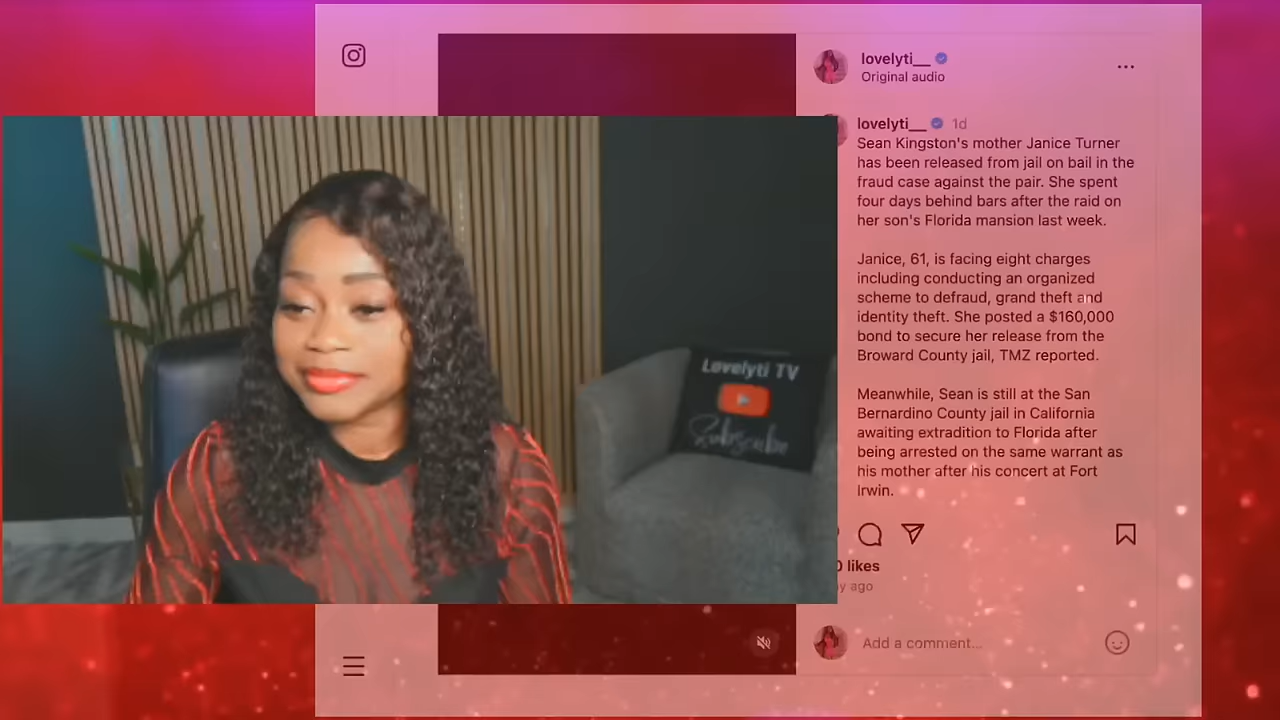 lovelyti__
Original audio
lovelyti__ 1d
Sean Kingston's mother Janice Turner
has been released from jail on bail in the
fraud case against the pair. She spent
four days behind bars after the raid on
her son's Florida mansion last week.
Janice, 61, is facing eight charges
including conducting an organized
scheme to defraud, grand theft and
identity theft. She posted a $160,000
bond to secure her release from the
Broward County jail, TMZ reported.
Meanwhile, Sean is still at the San
Bernardino County jail in California
awaiting extradition to Florida after
being arrested on the same warrant as
his mother after his concert at Fort
Irwin.
0 likes
y ago
Add a comment...
Lovelyti TV
Subscribe